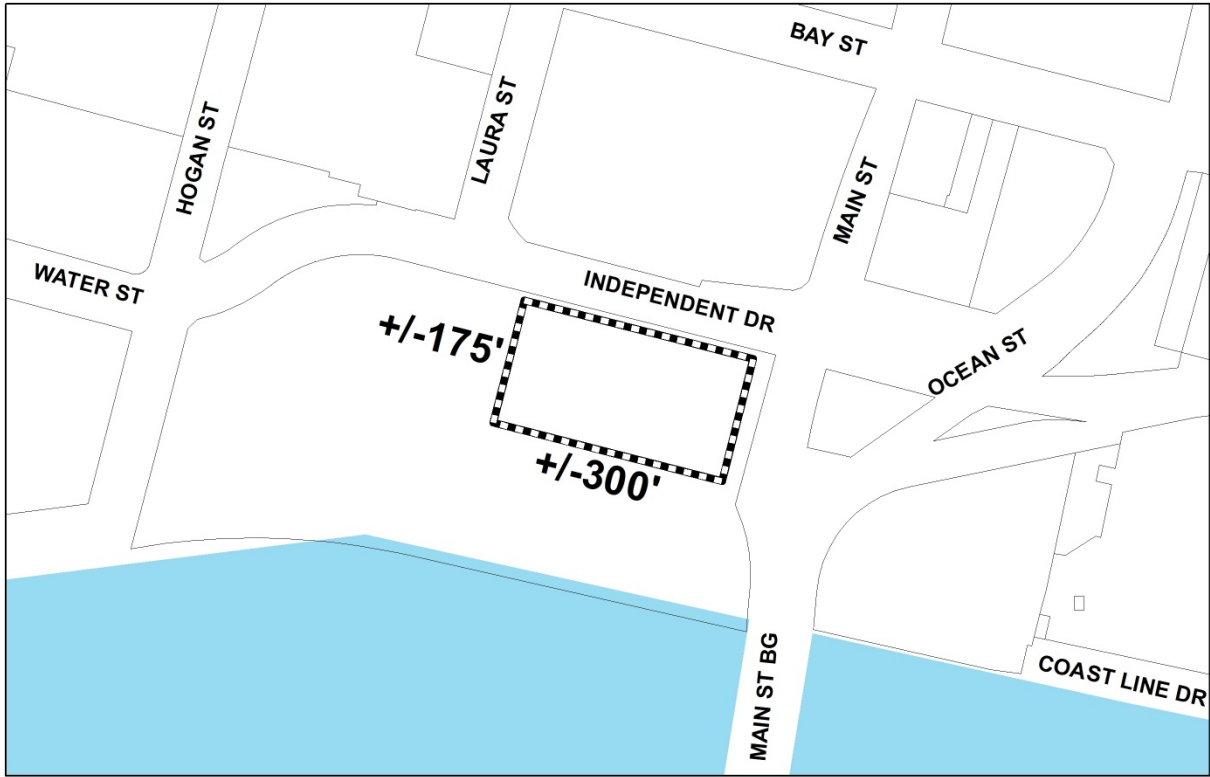 BAY ST
LAURA ST
HOGAN ST
MAIN ST
WATER ST
INDEPENDENT DR
+/-175'
OCEAN ST
+/-300'
MAIN ST BG
COAST LINE DR